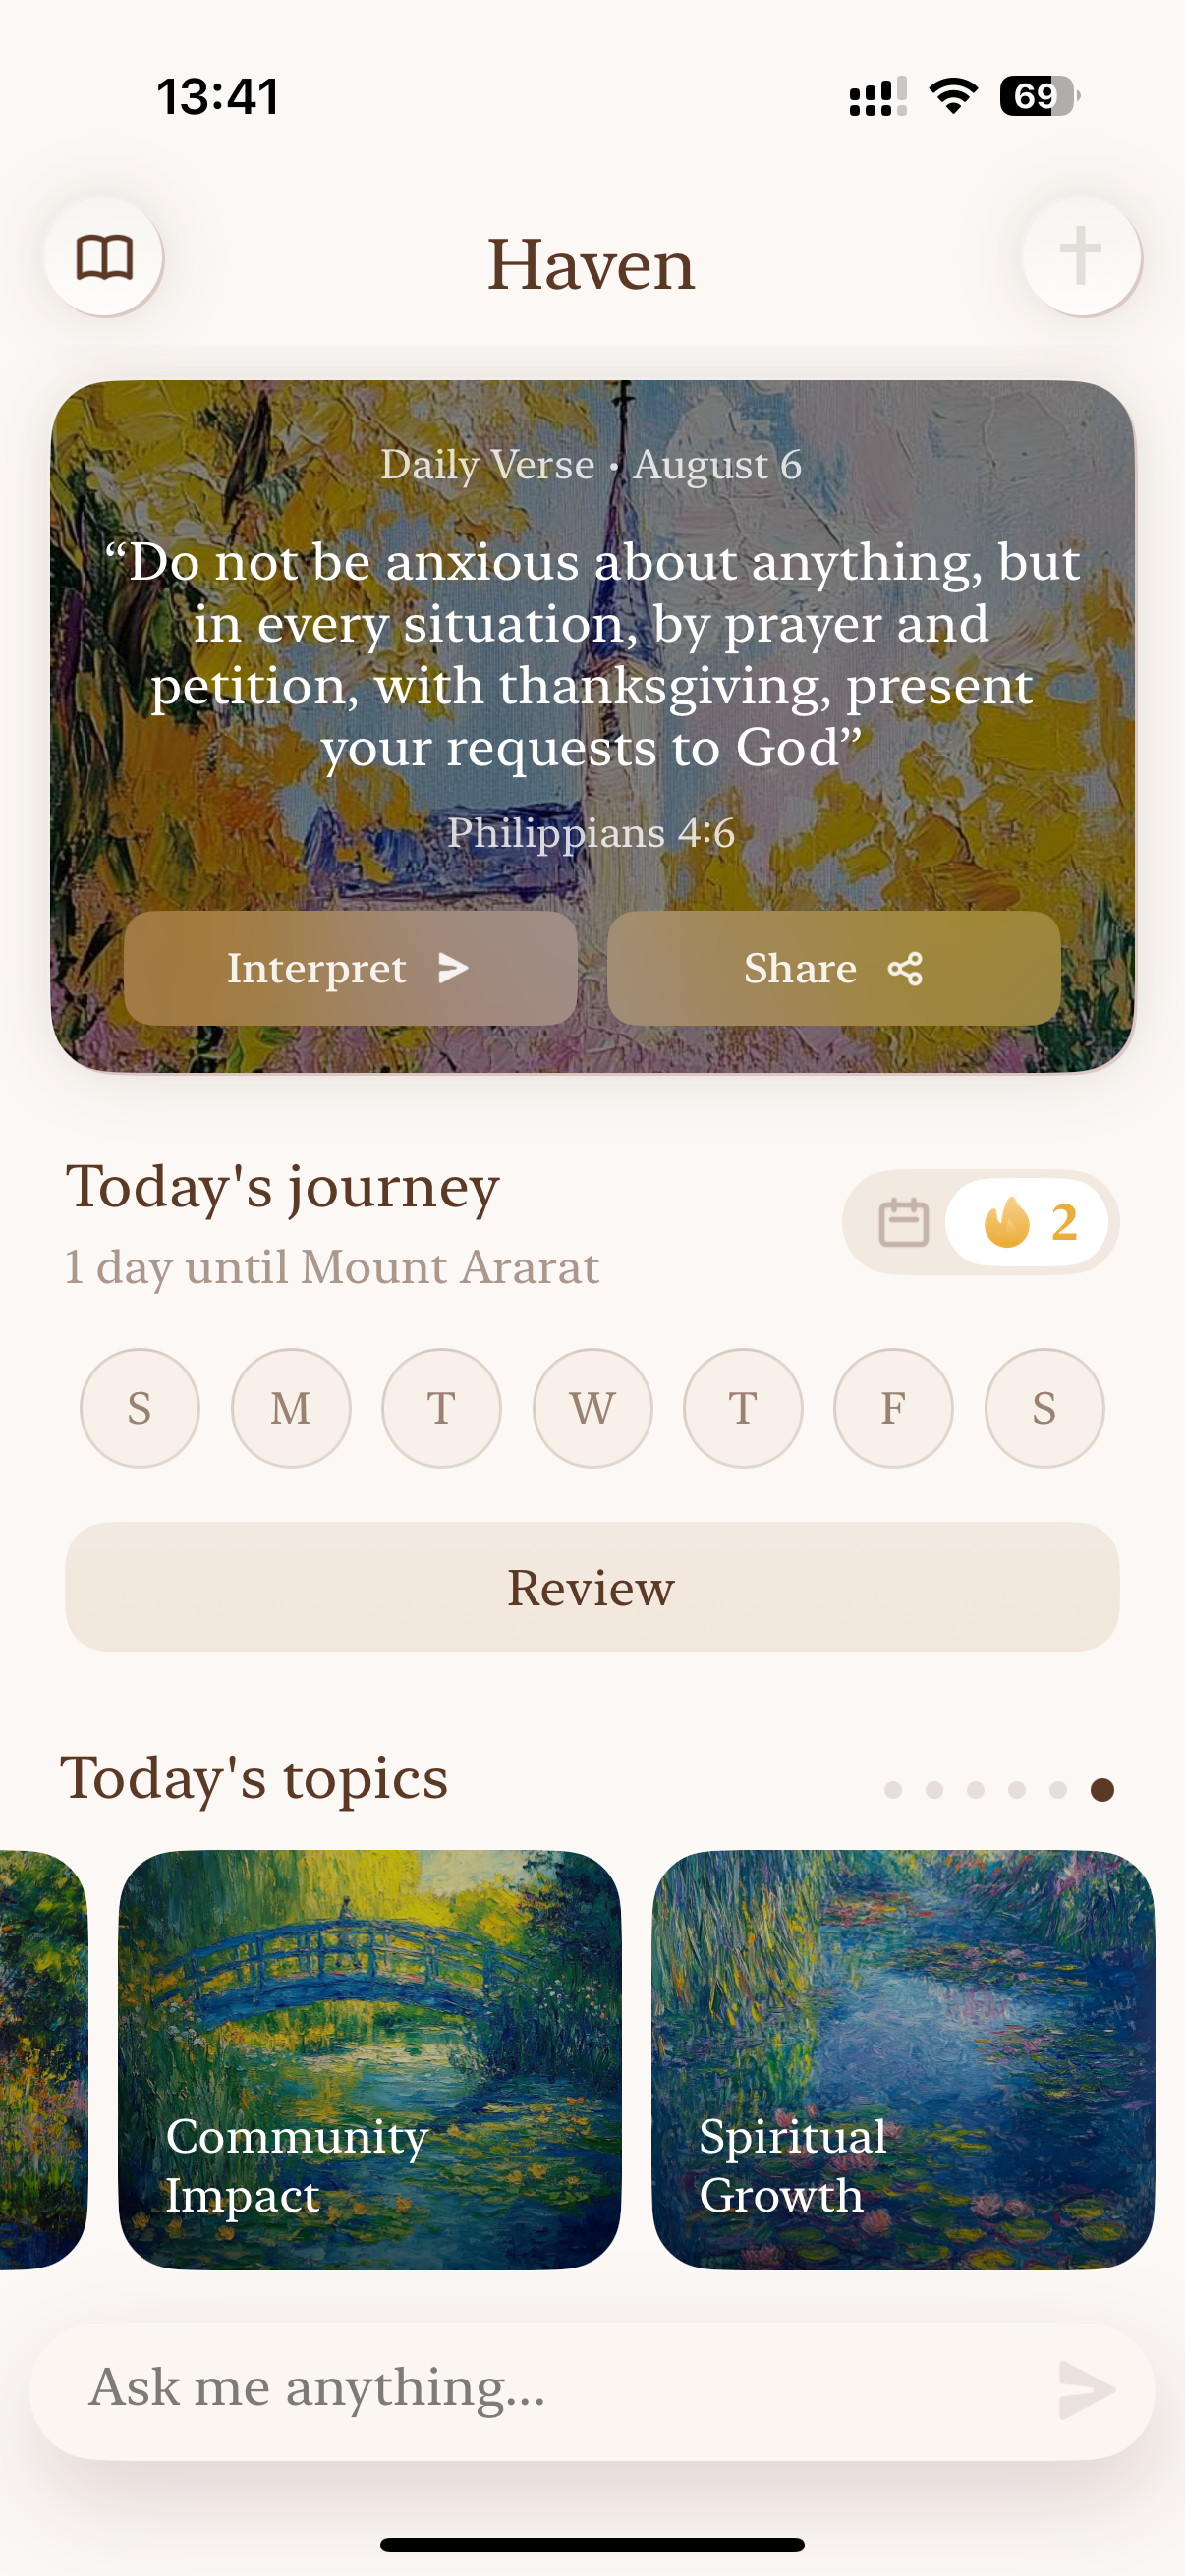 13:41
69
Haven
Daily Verse • August 6
“Do not be anxious about anything, but
in every situation, by prayer and
petition, with thanksgiving, present
your requests to God”
Philippians 4:6
Interpret
Share
Today's journey
2
1 day until Mount Ararat
S M T W T F S
Review
Today's topics
Community
Impact
Spiritual
Growth
Ask me anything...